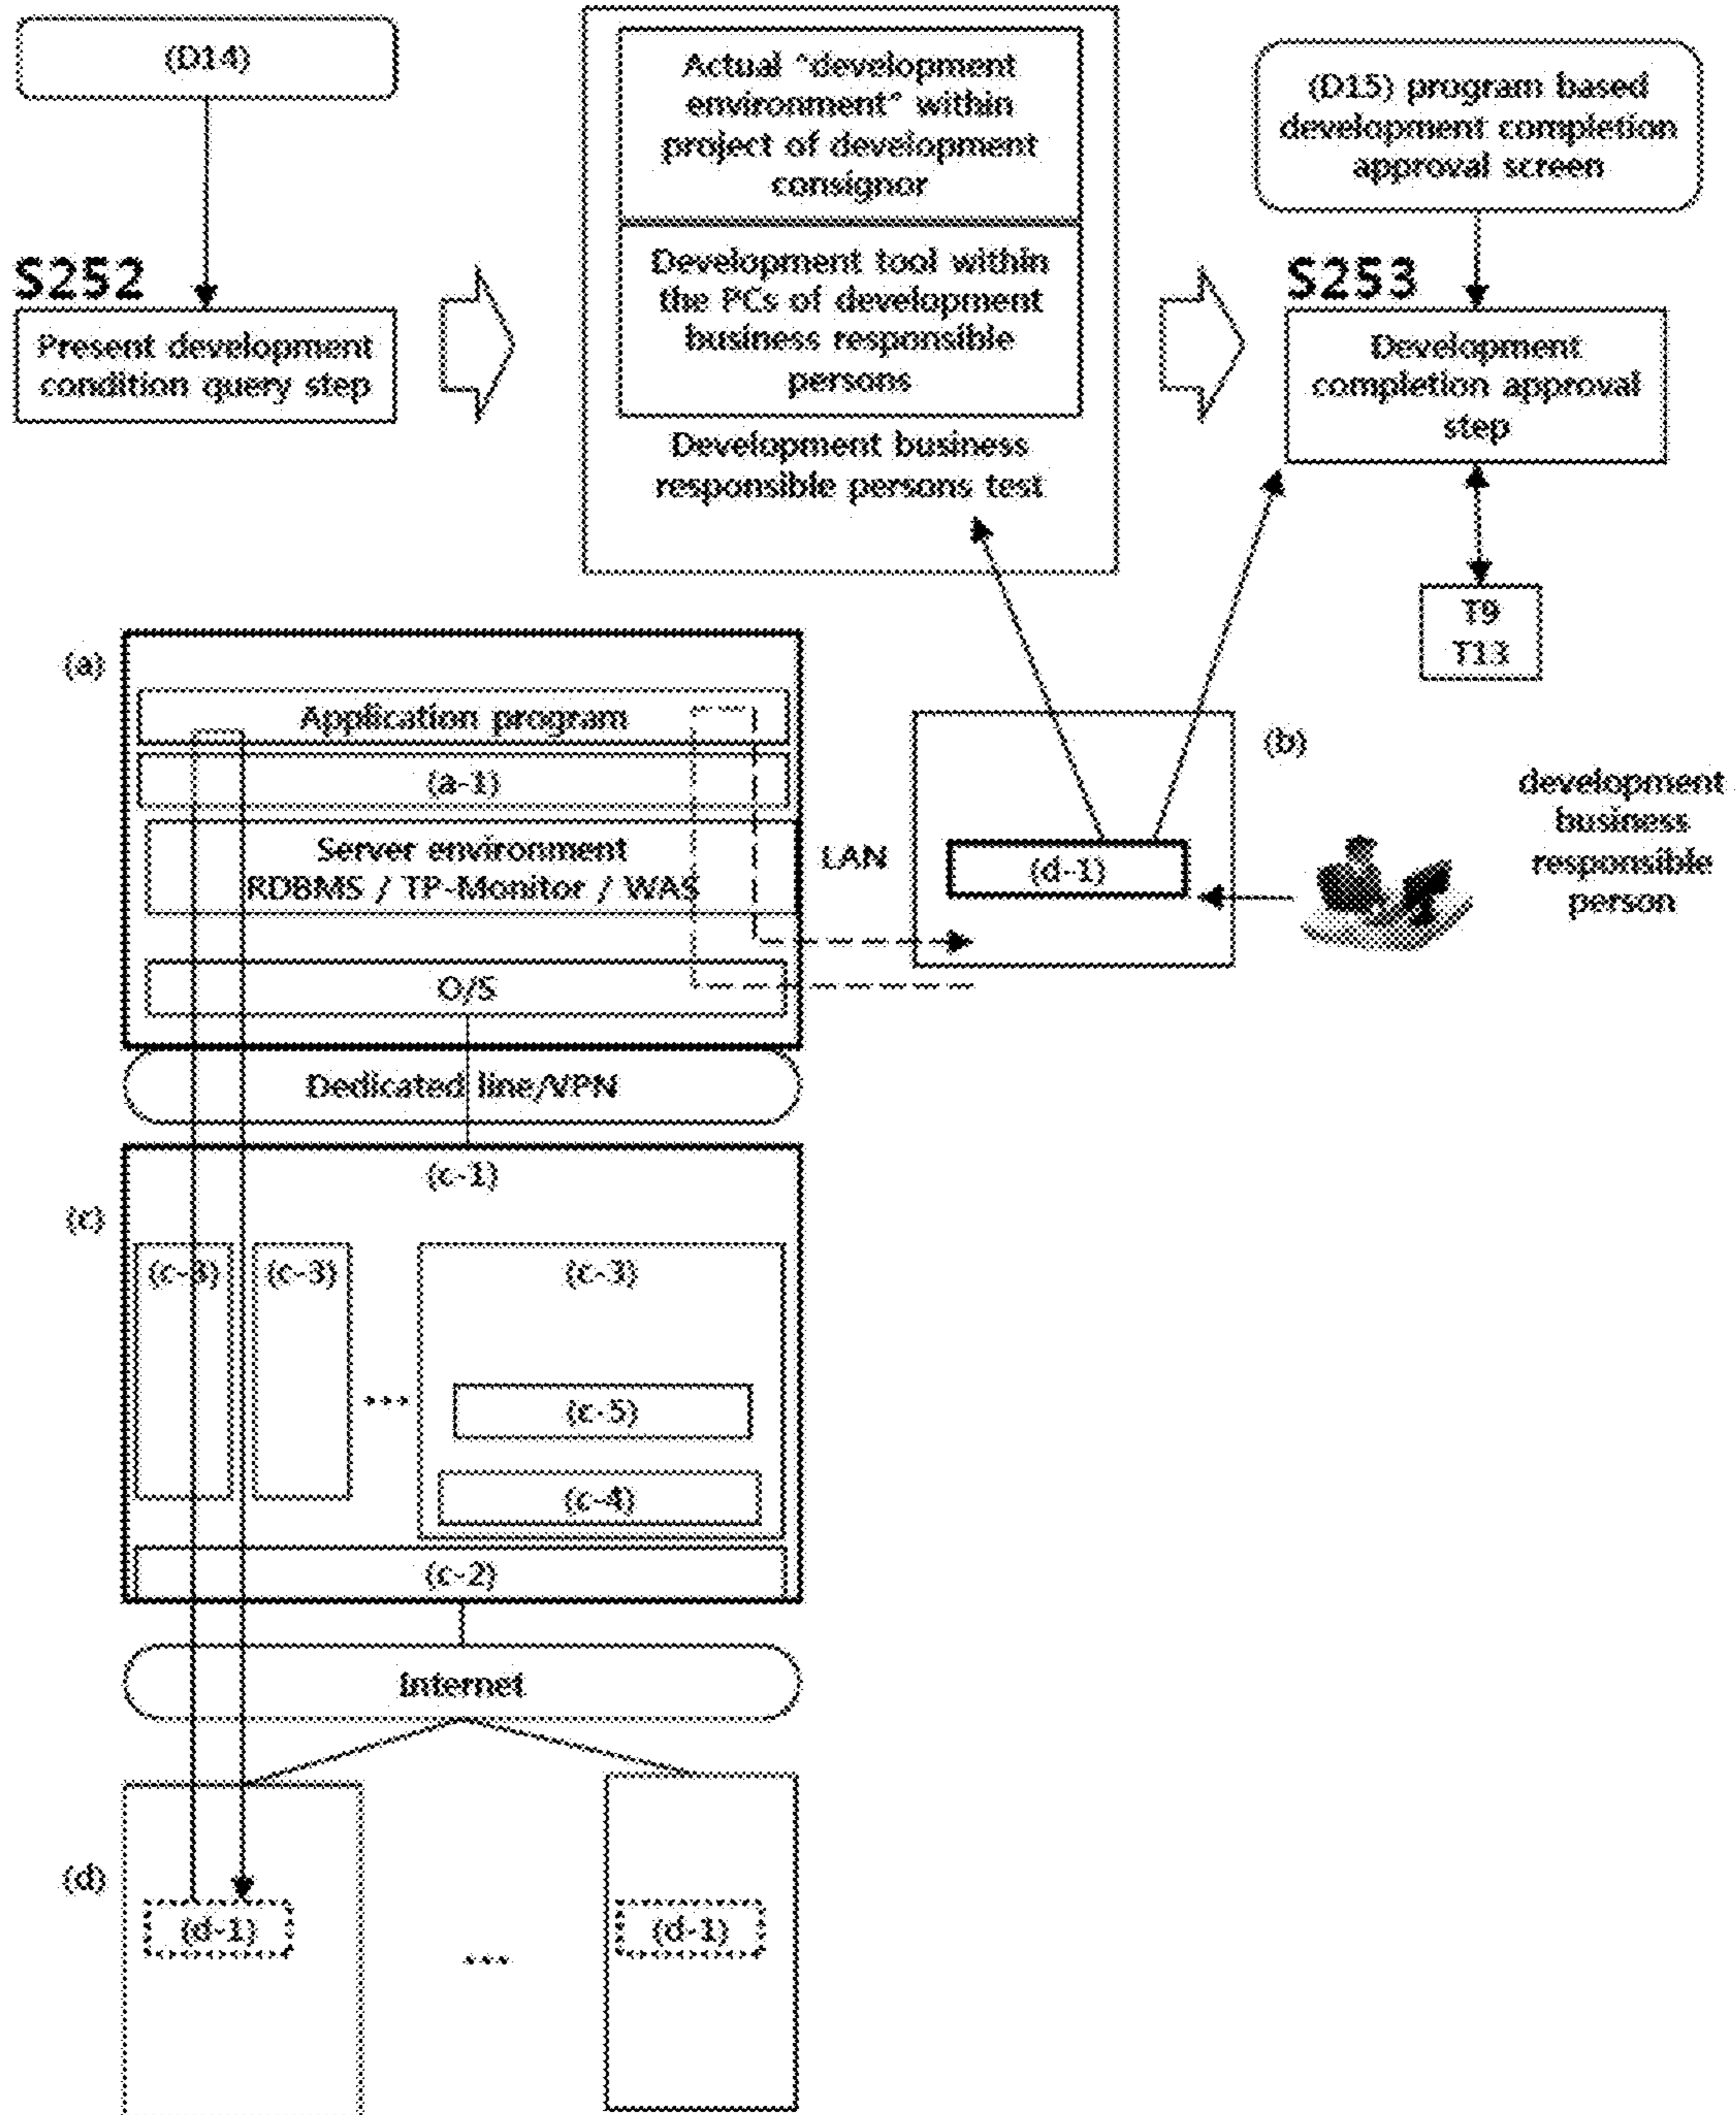 (D14)
S252
Present development
condition query step
Actual "development
environment" within
project of development
consignor
Development tool within
the PCs of development
business responsible
persons
Development business
responsible persons test
(D15) program based
development completion
approval screen
S253
Development
completion approval
step
T9
T13
(a)
Application program
(a-1)
Server environment
RDBMS / TP-Monitor / WAS
O/S
LAN
(b)
(d-1)
development
business
responsible
person
Dedicated line/VPN
(c)
(c-1)
(c-3)
(c-3)
...
(c-3)
(c-5)
(c-4)
(c-2)
Internet
(d)
(d-1)
...
(d-1)